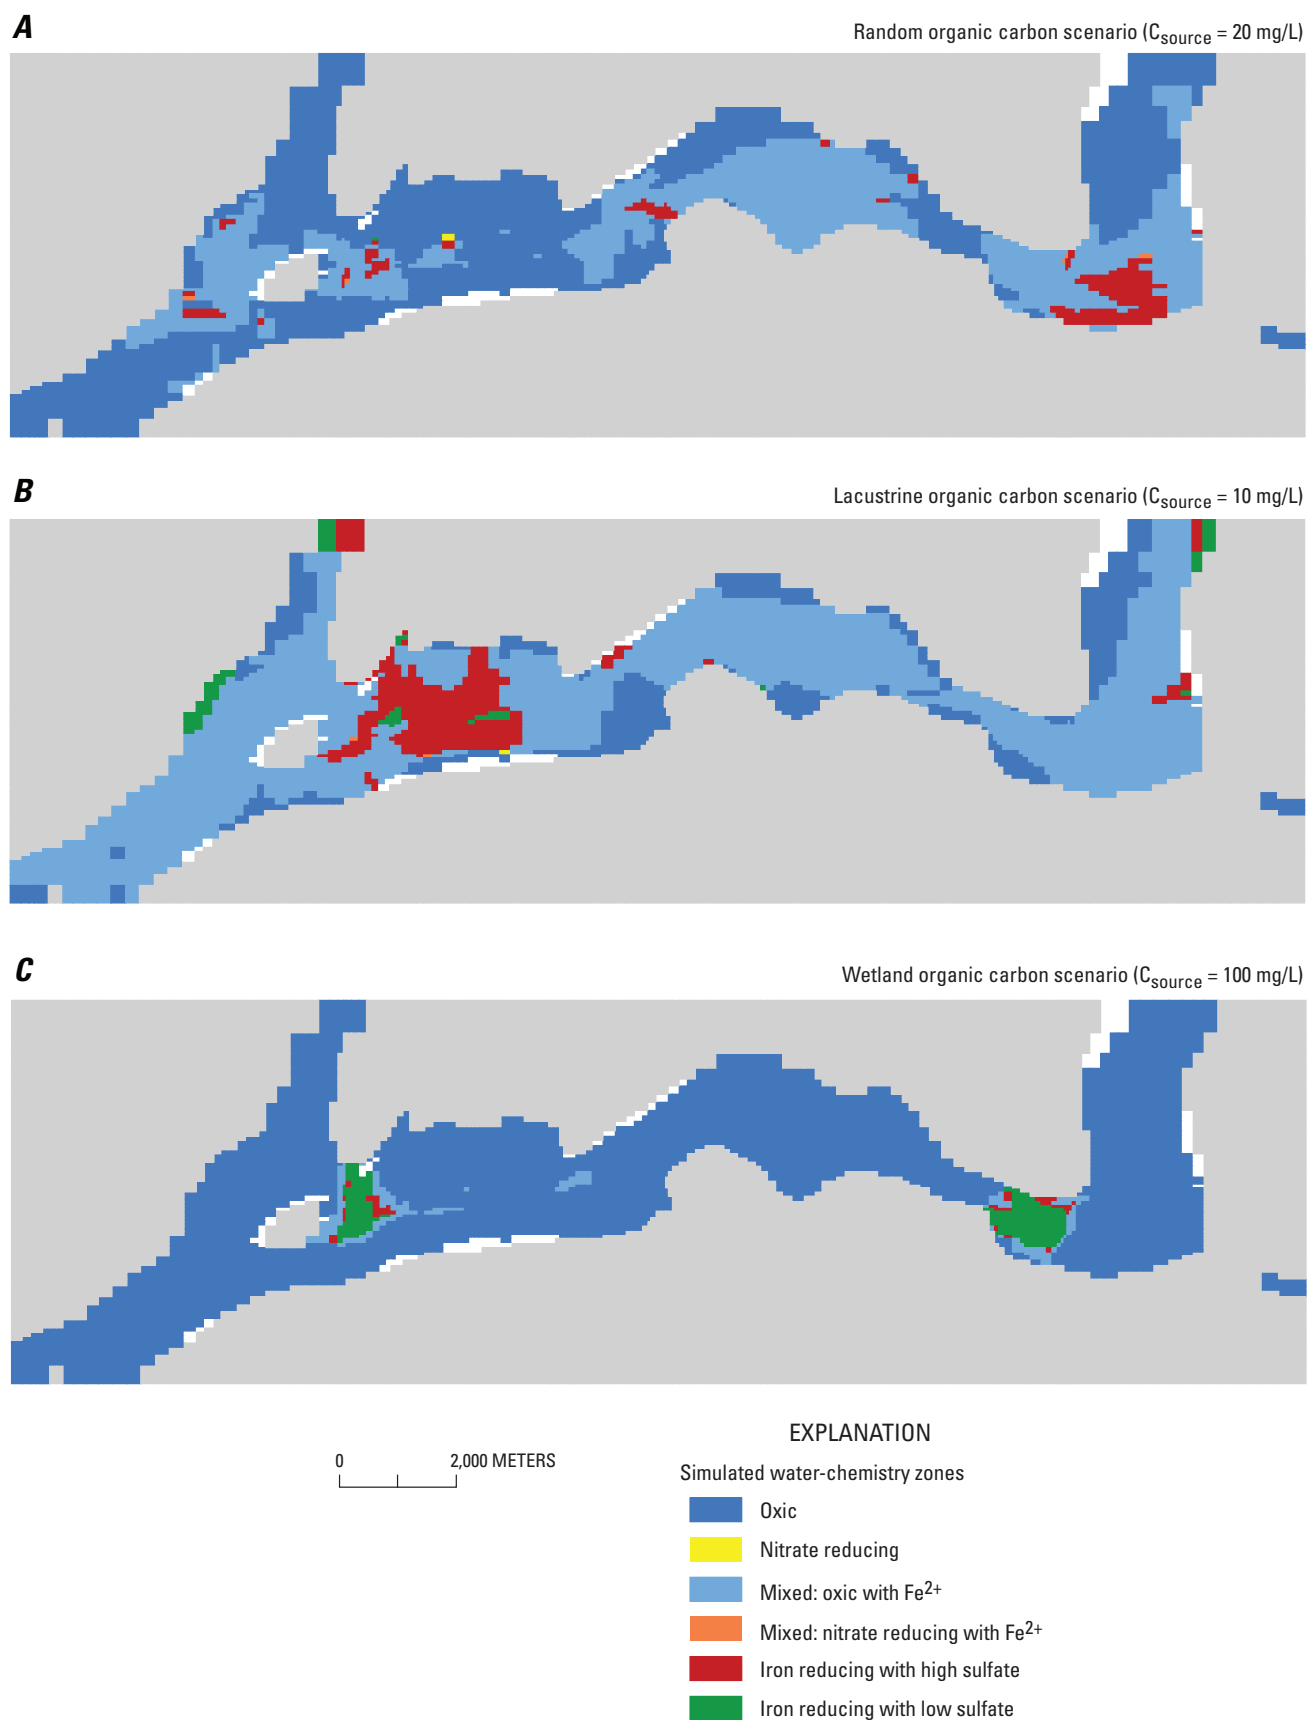 A
Random organic carbon scenario (Csource = 20 mg/L)
B
Lacustrine organic carbon scenario (Csource = 10 mg/L)
C
Wetland organic carbon scenario (Csource = 100 mg/L)
EXPLANATION
0 2,000 METERS
Simulated water-chemistry zones
Oxic
Nitrate reducing
Mixed: oxic with Fe2+
Mixed: nitrate reducing with Fe2+
Iron reducing with high sulfate
Iron reducing with low sulfate